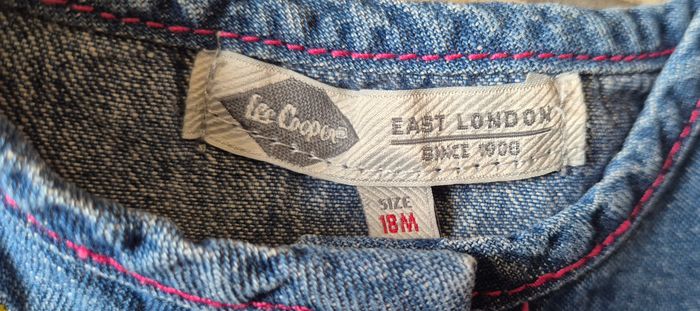 Lee Cooper
EAST LONDON
SINCE 1908
SIZE
18M